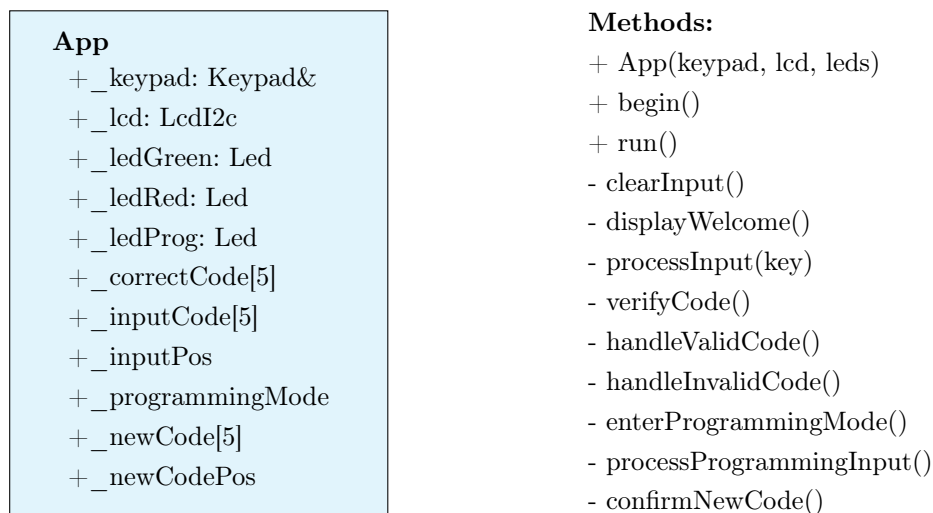 App
+_keypad: Keypad&
+_lcd: LcdI2c
+_ledGreen: Led
+_ledRed: Led
+_ledProg: Led
+_correctCode[5]
+_inputCode[5]
+_inputPos
+_programmingMode
+_newCode[5]
+_newCodePos
Methods:
+ App(keypad, lcd, leds)
+ begin()
+ run()
- clearInput()
- displayWelcome()
- processInput(key)
- verifyCode()
- handleValidCode()
- handleInvalidCode()
- enterProgrammingMode()
- processProgrammingInput()
- confirmNewCode()